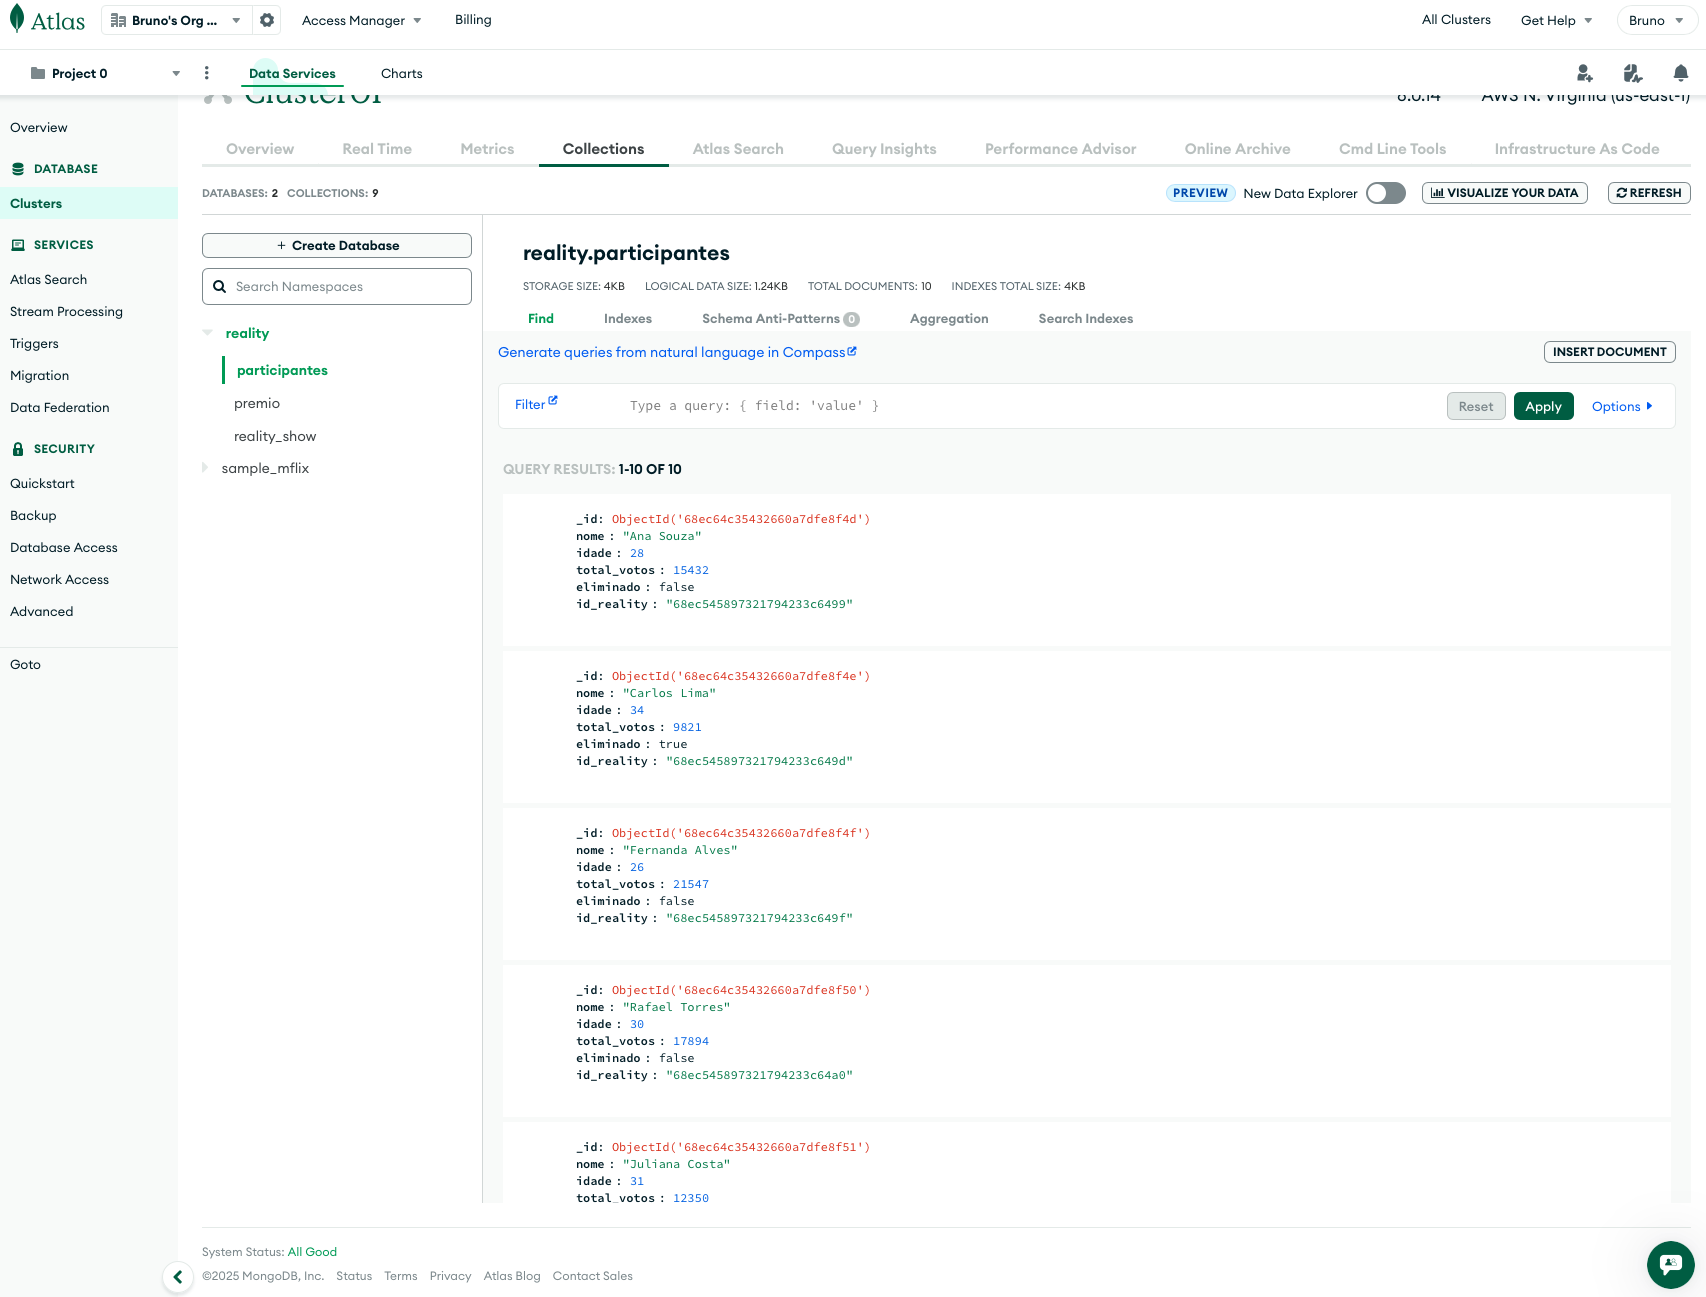 Atlas
Bruno's Org ...
Access Manager
Billing
All Clusters
Get Help
Bruno
Project 0
Data Services
Charts
8.0.14
AWS N. Virginia (us-east-1)
Overview
DATABASE
Clusters
SERVICES
Atlas Search
Stream Processing
Triggers
Migration
Data Federation
SECURITY
Quickstart
Backup
Database Access
Network Access
Advanced
Goto
Overview Real Time Metrics Collections Atlas Search Query Insights Performance Advisor Online Archive Cmd Line Tools Infrastructure As Code
DATABASES: 2 COLLECTIONS: 9
PREVIEW New Data Explorer
VISUALIZE YOUR DATA
REFRESH
+ Create Database
Search Namespaces
reality
participantes
premio
reality_show
sample_mflix
reality.participantes
STORAGE SIZE: 4KB LOGICAL DATA SIZE: 1.24KB TOTAL DOCUMENTS: 10 INDEXES TOTAL SIZE: 4KB
Find Indexes Schema Anti-Patterns 0 Aggregation Search Indexes
Generate queries from natural language in Compass
INSERT DOCUMENT
Filter
Type a query: { field: 'value' }
Reset
Apply
Options
QUERY RESULTS: 1-10 OF 10
_id: ObjectId('68ec64c35432660a7dfe8f4d')
nome : "Ana Souza"
idade : 28
total_votos : 15432
eliminado : false
id_reality : "68ec545897321794233c6499"
_id: ObjectId('68ec64c35432660a7dfe8f4e')
nome : "Carlos Lima"
idade : 34
total_votos : 9821
eliminado : true
id_reality : "68ec545897321794233c649d"
_id: ObjectId('68ec64c35432660a7dfe8f4f')
nome : "Fernanda Alves"
idade : 26
total_votos : 21547
eliminado : false
id_reality : "68ec545897321794233c649f"
_id: ObjectId('68ec64c35432660a7dfe8f50')
nome : "Rafael Torres"
idade : 30
total_votos : 17894
eliminado : false
id_reality : "68ec545897321794233c64a0"
_id: ObjectId('68ec64c35432660a7dfe8f51')
nome : "Juliana Costa"
idade : 31
total_votos : 12350
System Status: All Good
©2025 MongoDB, Inc. Status Terms Privacy Atlas Blog Contact Sales